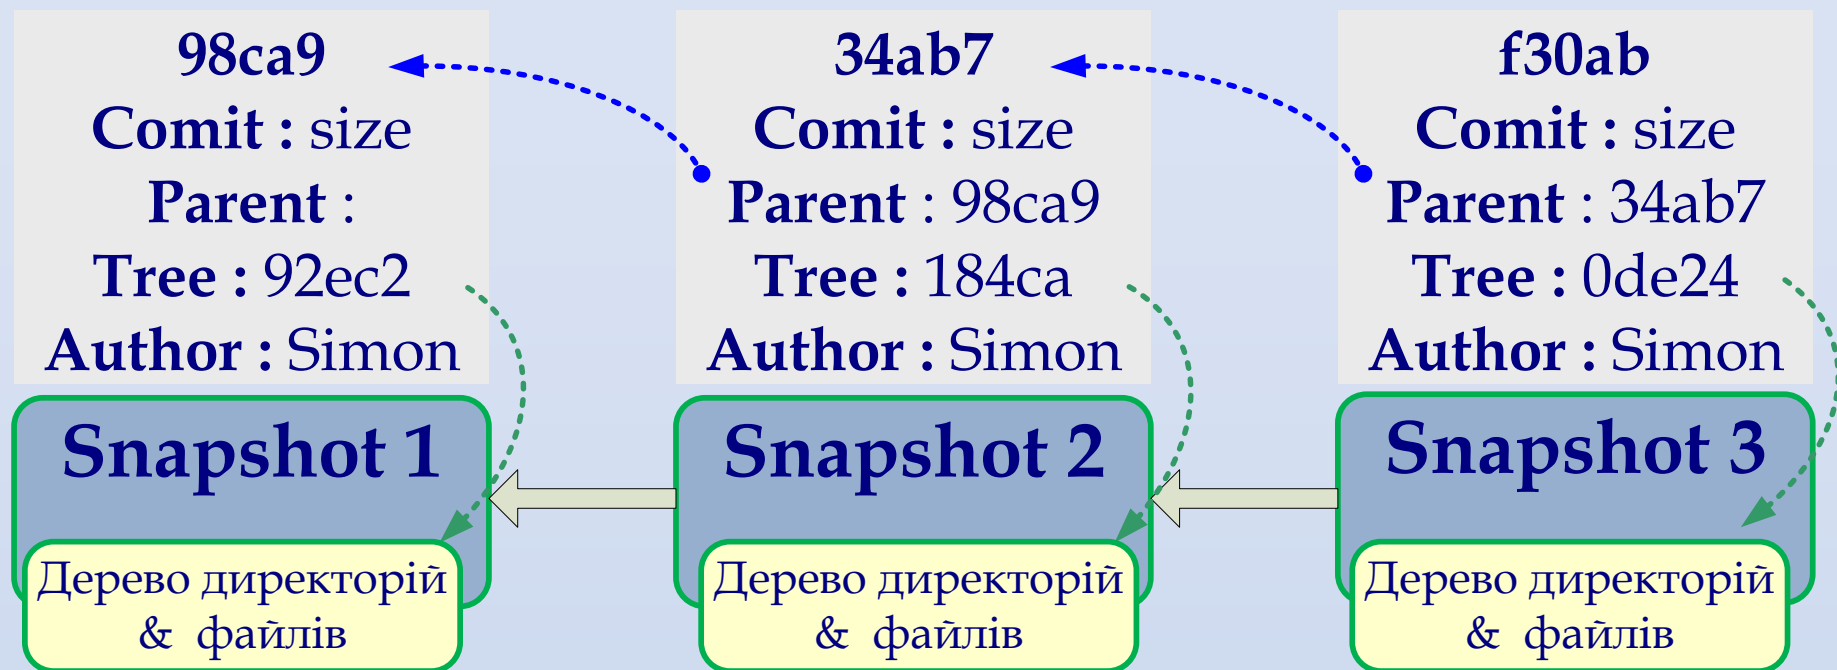 98ca9
Comit : size
Parent :
Tree : 92ec2
Author : Simon
Snapshot 1
Дерево директорій
& файлів
34ab7
Comit : size
Parent : 98ca9
Tree : 184ca
Author : Simon
Snapshot 2
Дерево директорій
& файлів
f30ab
Comit : size
Parent : 34ab7
Tree : 0de24
Author : Simon
Snapshot 3
Дерево директорій
& файлів